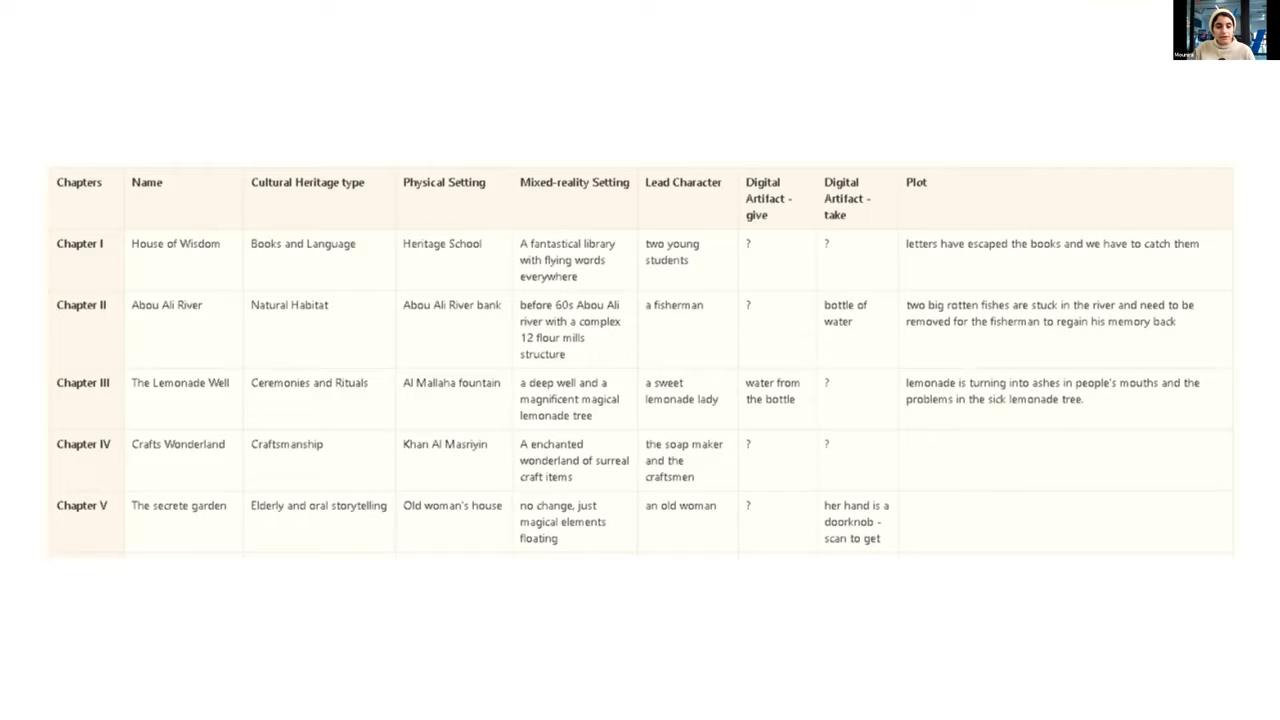 Mounira
Chapters Name Cultural Heritage type Physical Setting Mixed-reality Setting Lead Character Digital Artifact - give Digital Artifact - take Plot
Chapter I House of Wisdom Books and Language Heritage School A fantastical library with flying words everywhere two young students ? ? letters have escaped the books and we have to catch them
Chapter II Abou Ali River Natural Habitat Abou Ali River bank before 60s Abou Ali river with a complex 12 flour mills structure a fisherman ? bottle of water two big rotten fishes are stuck in the river and need to be removed for the fisherman to regain his memory back
Chapter III The Lemonade Well Ceremonies and Rituals Al Mallaha fountain a deep well and a magnificent magical lemonade tree a sweet lemonade lady water from the bottle ? lemonade is turning into ashes in people's mouths and the problems in the sick lemonade tree.
Chapter IV Crafts Wonderland Craftsmanship Khan Al Masriyin A enchanted wonderland of surreal craft items the soap maker and the craftsmen ? ?
Chapter V The secrete garden Elderly and oral storytelling Old woman's house no change, just magical elements floating an old woman ? her hand is a doorknob - scan to get